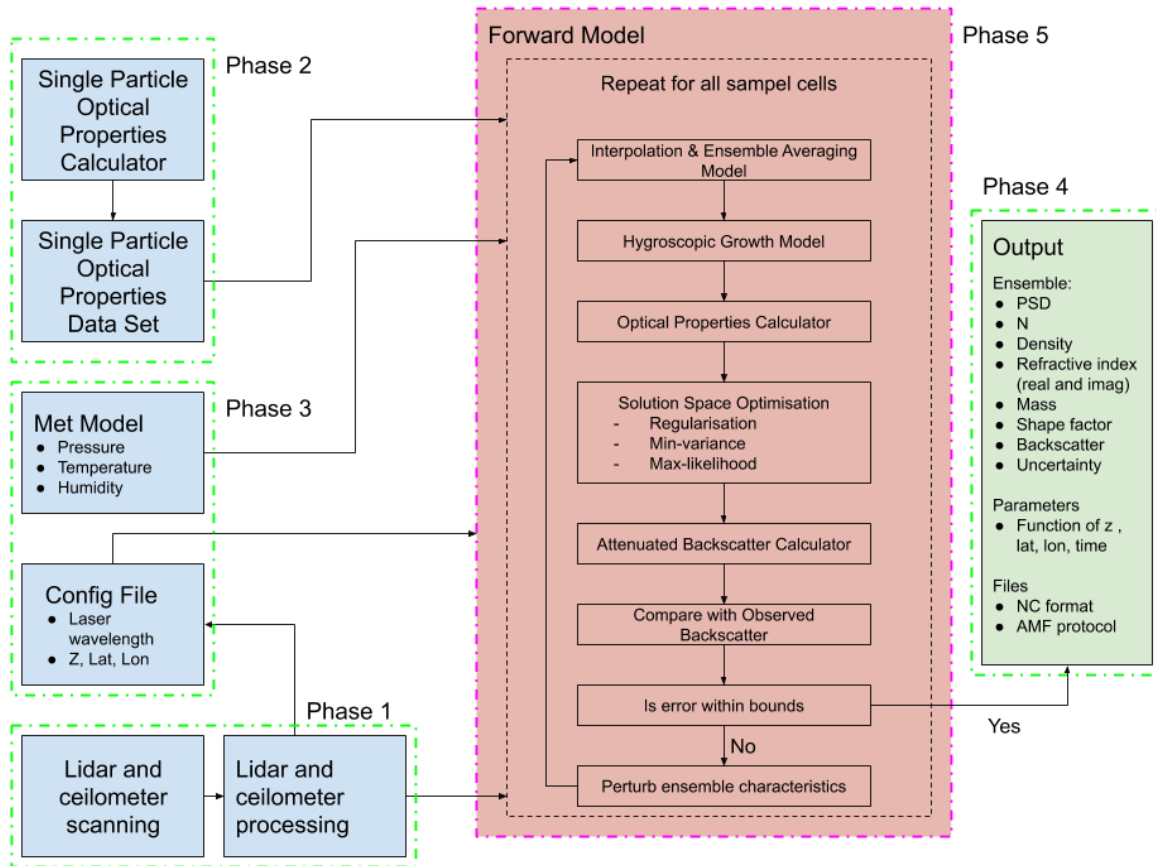 Phase 2
Single Particle
Optical
Properties
Calculator
Single Particle
Optical
Properties
Data Set
Phase 3
Met Model
● Pressure
● Temperature
● Humidity
Config File
● Laser
wavelength
● Z, Lat, Lon
Phase 1
Lidar and
ceilometer
scanning
Lidar and
ceilometer
processing
Forward Model
Phase 5
Repeat for all sampel cells
Interpolation & Ensemble Averaging
Model
Hygroscopic Growth Model
Optical Properties Calculator
Solution Space Optimisation
- Regularisation
- Min-variance
- Max-likelihood
Attenuated Backscatter Calculator
Compare with Observed
Backscatter
Is error within bounds
No
Perturb ensemble characteristics
Yes
Phase 4
Output
Ensemble:
● PSD
● N
● Density
● Refractive index
(real and imag)
● Mass
● Shape factor
● Backscatter
● Uncertainty
Parameters
● Function of z ,
lat, lon, time
Files
● NC format
● AMF protocol